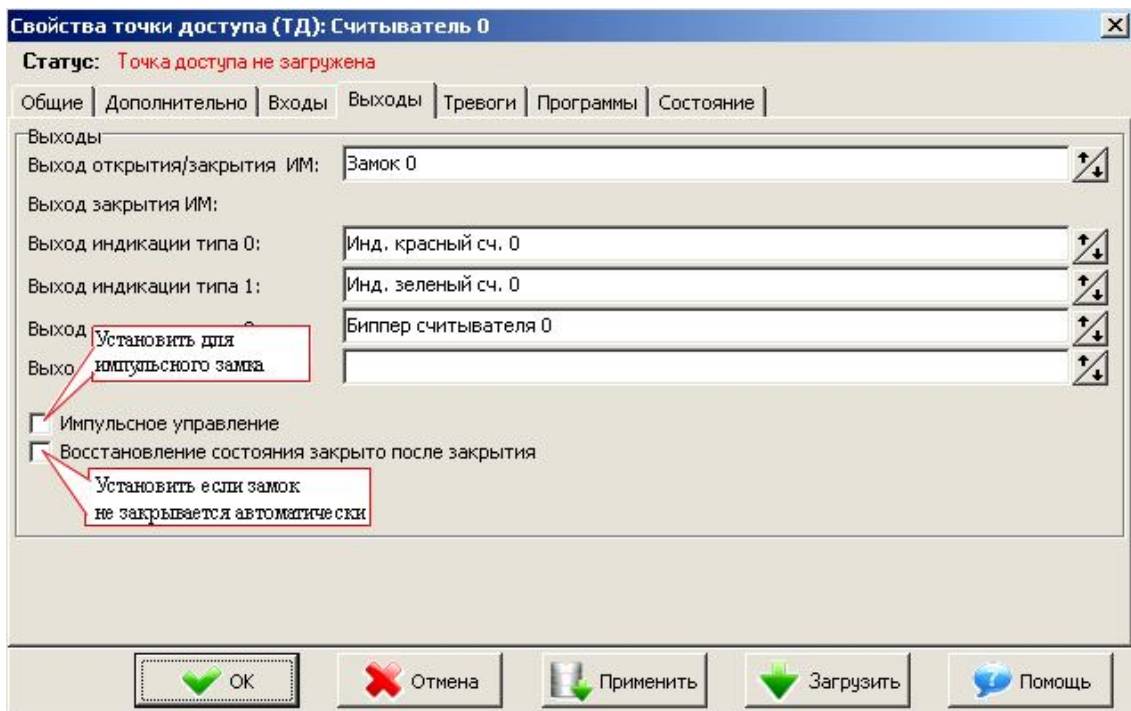 Свойства точки доступа (ТД): Считыватель 0
Статус: Точка доступа не загружена
Общие Дополнительно Входы Выходы Тревоги Программы Состояние
Выходы
Выход открытия/закрытия ИМ: Замок 0
Выход закрытия ИМ:
Выход индикации типа 0: Инд. красный сч. 0
Выход индикации типа 1: Инд. зеленый сч. 0
Выход Биппер считывателя 0
Установить для
импульсного замка
Импульсное управление
Восстановление состояния закрыто после закрытия
Установить если замок
не закрывается автоматически
OK Отмена Применить Загрузить Помощь